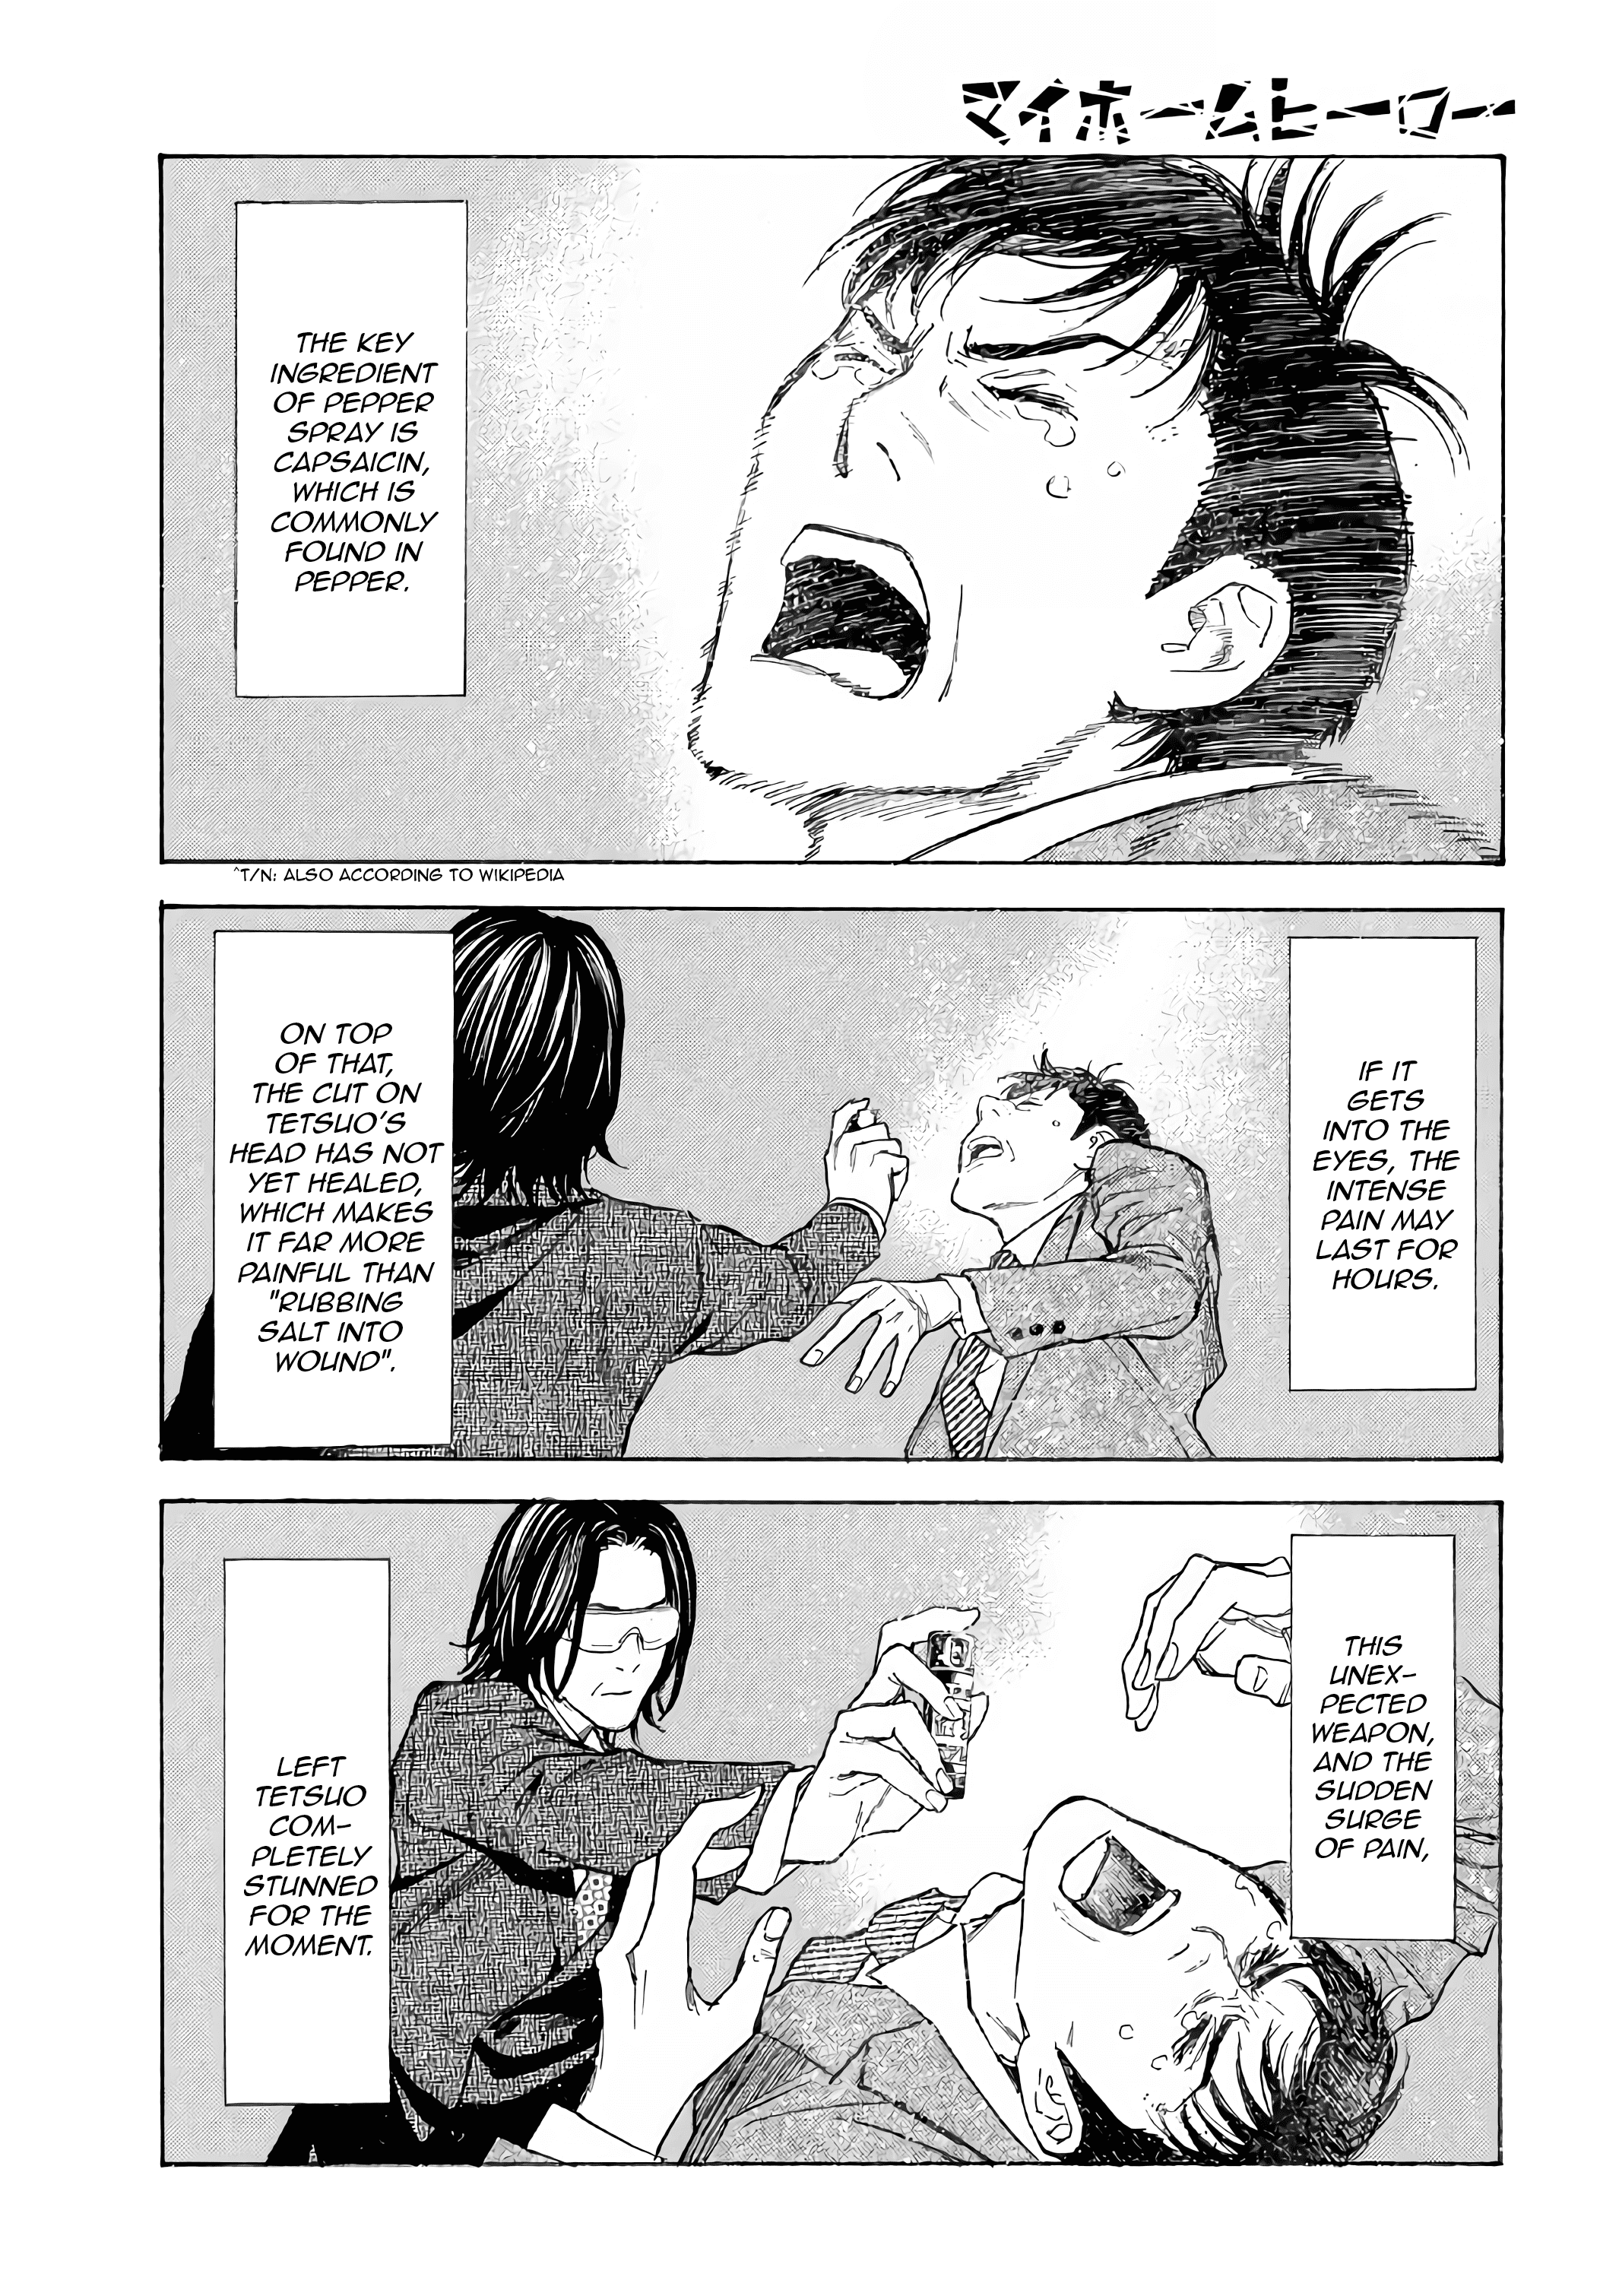 マイホームヒーロー
THE KEY
INGREDIENT
OF PEPPER
SPRAY IS
CAPSAICIN,
WHICH IS
COMMONLY
FOUND IN
PEPPER.
^T/N: ALSO ACCORDING TO WIKIPEDIA
IF IT
GETS
INTO THE
EYES, THE
INTENSE
PAIN MAY
LAST FOR
HOURS.
ON TOP
OF THAT,
THE CUT ON
TETSUO'S
HEAD HAS NOT
YET HEALED,
WHICH MAKES
IT FAR MORE
PAINFUL THAN
"RUBBING
SALT INTO
WOUND".
THIS
UNEX-
PECTED
WEAPON,
AND THE
SUDDEN
SURGE
OF PAIN,
LEFT
TETSUO
COM-
PLETELY
STUNNED
FOR THE
MOMENT.